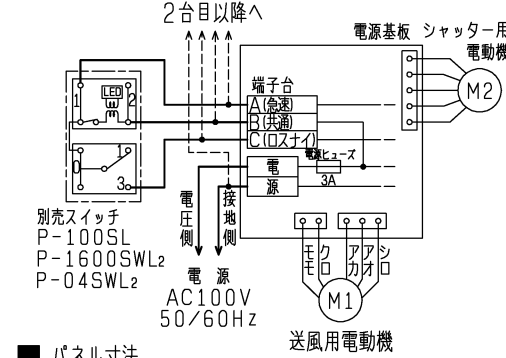 2台目以降へ
電源基板
シャッター用
電動機
M2
端子台
A(急速)
B(共通)
C(ロスナイ)
電源ヒューズ
3A
電
源
LED
1
2
0
1
3
別売スイッチ
P-100SL
P-1600SWL2
P-04SWL2
電圧側
接地側
電 源
AC100V
50/60Hz
モモ
クロ
アカ
アオ
シロ
M1
送風用電動機
■ パネル寸法